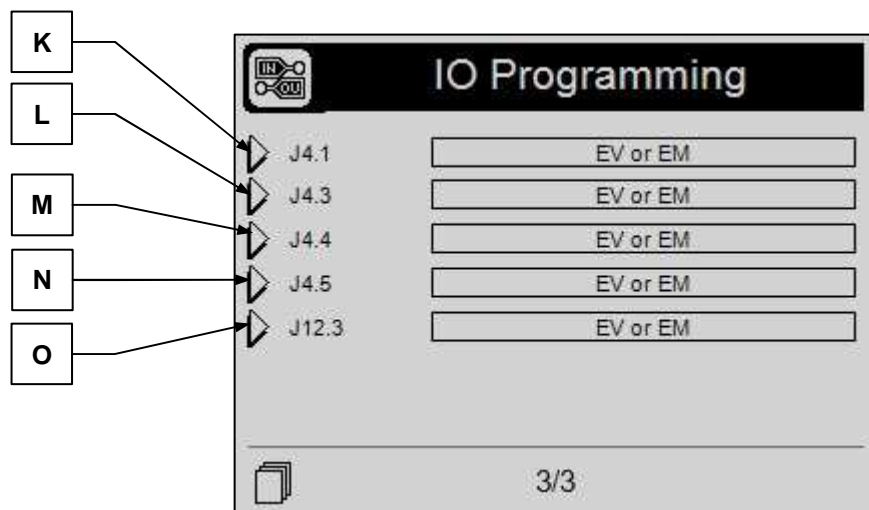 K
L
M
N
O
IN
OU
IO Programming
J4.1 EV or EM
J4.3 EV or EM
J4.4 EV or EM
J4.5 EV or EM
J12.3 EV or EM
3/3